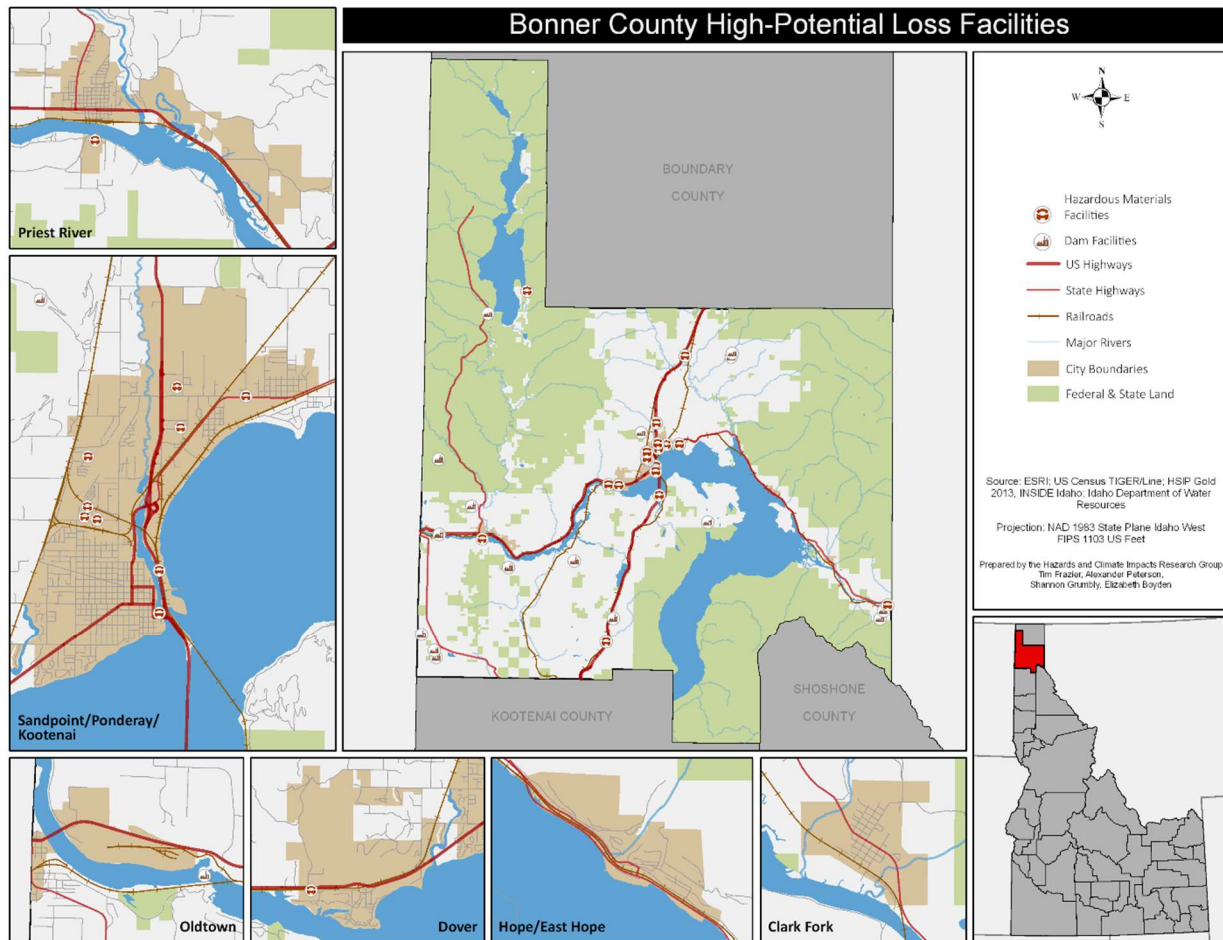 Bonner County High-Potential Loss Facilities
Priest River
BOUNDARY
COUNTY
N
W
E
S
Hazardous Materials
Facilities
Dam Facilities
US Highways
State Highways
Railroads
Major Rivers
City Boundaries
Federal & State Land
Source: ESRI; US Census TIGER/Line; HSIP Gold
2013, INSIDE Idaho; Idaho Department of Water
Resources
Projection: NAD 1983 State Plane Idaho West
FIPS 1103 US Feet
Prepared by the Hazards and Climate Impacts Research Group
Tim Frazier, Alexander Peterson,
Shannon Grumbly, Elizabeth Boyden
Sandpoint/Ponderay/
Kootenai
KOOTENAI COUNTY
SHOSHONE
COUNTY
Oldtown
Dover
Hope/East Hope
Clark Fork